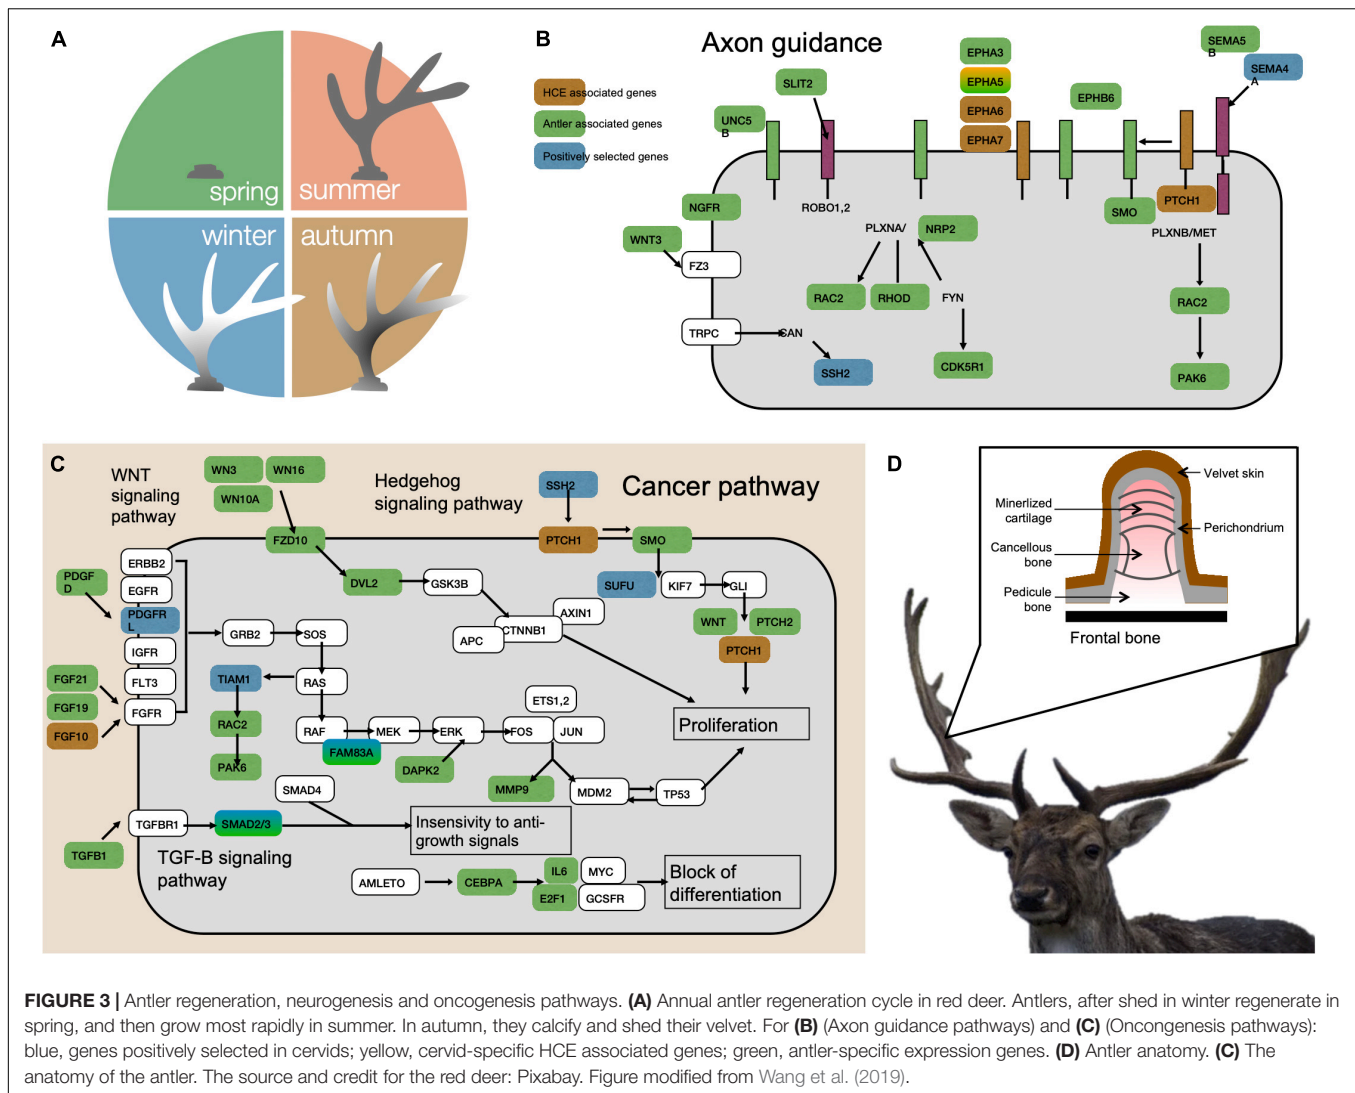 A
spring
summer
winter
autumn
B
Axon guidance
HCE associated genes
Antler associated genes
Positively selected genes
UNC5
B
SLIT2
EPHA3
EPHA5
EPHA6
EPHA7
EPHB6
SEMA5
B
SEMA4
A
NGFR
WNT3
FZ3
TRPC
CAN
SSH2
ROBO1,2
PLXNA/
NRP2
RAC2
RHOD
FYN
CDK5R1
SMO
PTCH1
PLXNB/MET
RAC2
PAK6
C
WNT
signaling
pathway
WN3
WN16
WN10A
Hedgehog
signaling pathway
SSH2
Cancer pathway
FZD10
PTCH1
SMO
ERBB2
EGFR
PDGF
D
PDGFR
L
IGFR
FLT3
FGFR
FGF21
FGF19
FGF10
DVL2
GSK3B
AXIN1
CTNNB1
APC
SUFU
KIF7
GLI
WNT
PTCH2
PTCH1
GRB2
SOS
RAS
TIAM1
RAC2
PAK6
RAF
MEK
ERK
FOS
JUN
ETS1,2
FAM83A
DAPK2
MMP9
MDM2
TP53
Proliferation
SMAD4
TGFBR1
SMAD2/3
TGFB1
Insensivity to anti-
growth signals
TGF-B signaling
pathway
AMLETO
CEBPA
IL6
E2F1
MYC
GCSFR
Block of
differentiation
D
Velvet skin
Minerlized
cartilage
Perichondrium
Cancellous
bone
Pedicule
bone
Frontal bone
FIGURE 3 | Antler regeneration, neurogenesis and oncogenesis pathways. (A) Annual antler regeneration cycle in red deer. Antlers, after shed in winter regenerate in
spring, and then grow most rapidly in summer. In autumn, they calcify and shed their velvet. For (B) (Axon guidance pathways) and (C) (Oncongenesis pathways):
blue, genes positively selected in cervids; yellow, cervid-specific HCE associated genes; green, antler-specific expression genes. (D) Antler anatomy. (C) The
anatomy of the antler. The source and credit for the red deer: Pixabay. Figure modified from Wang et al. (2019).